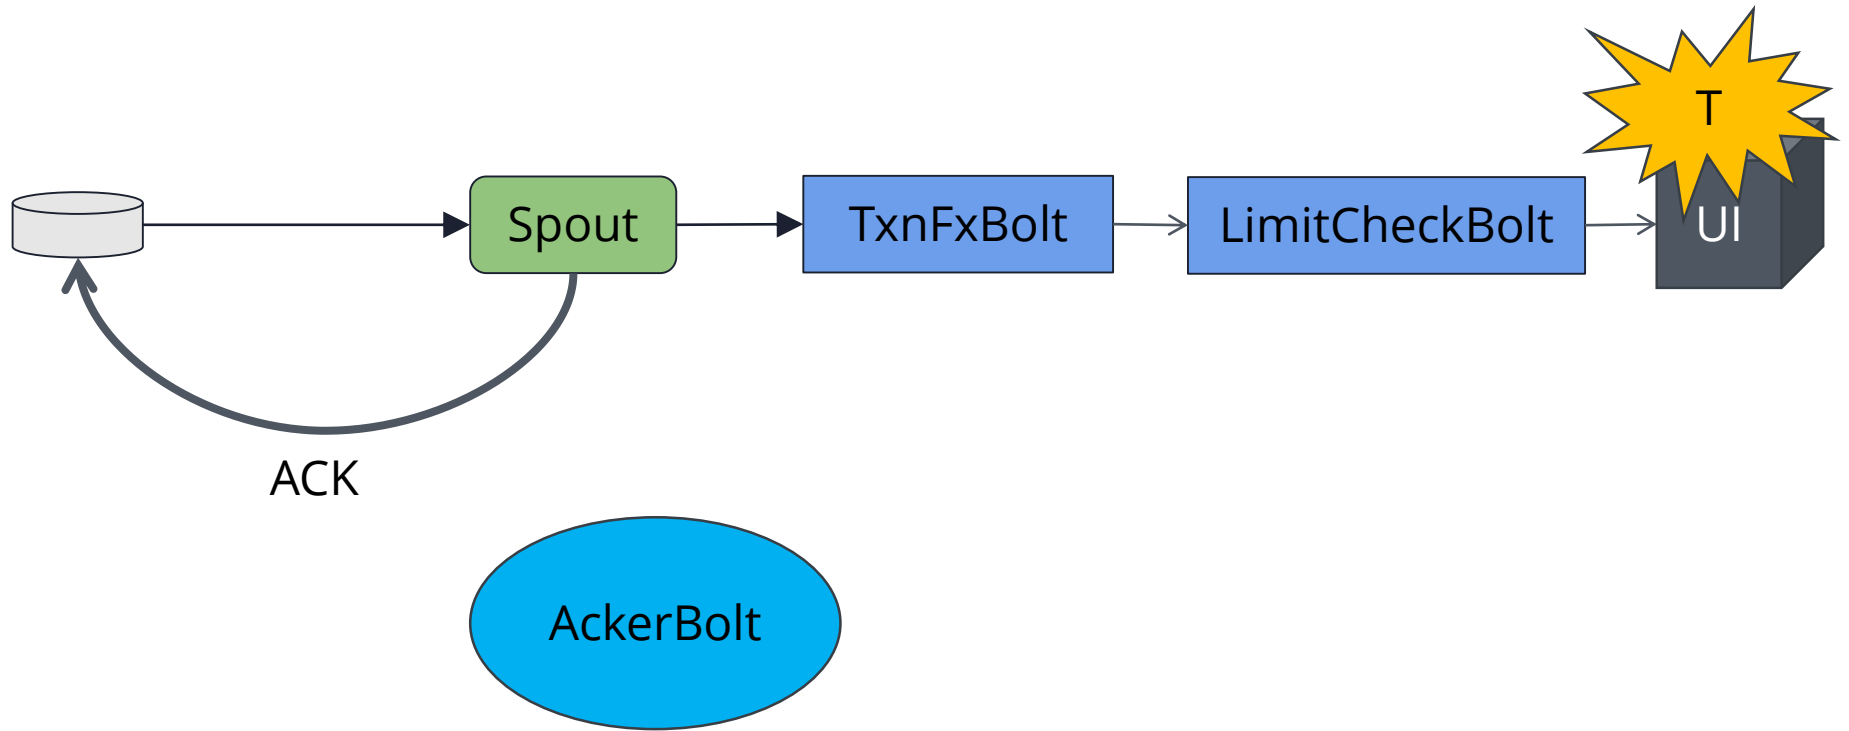 T
Spout
TxnFxBolt
LimitCheckBolt
UI
ACK
AckerBolt